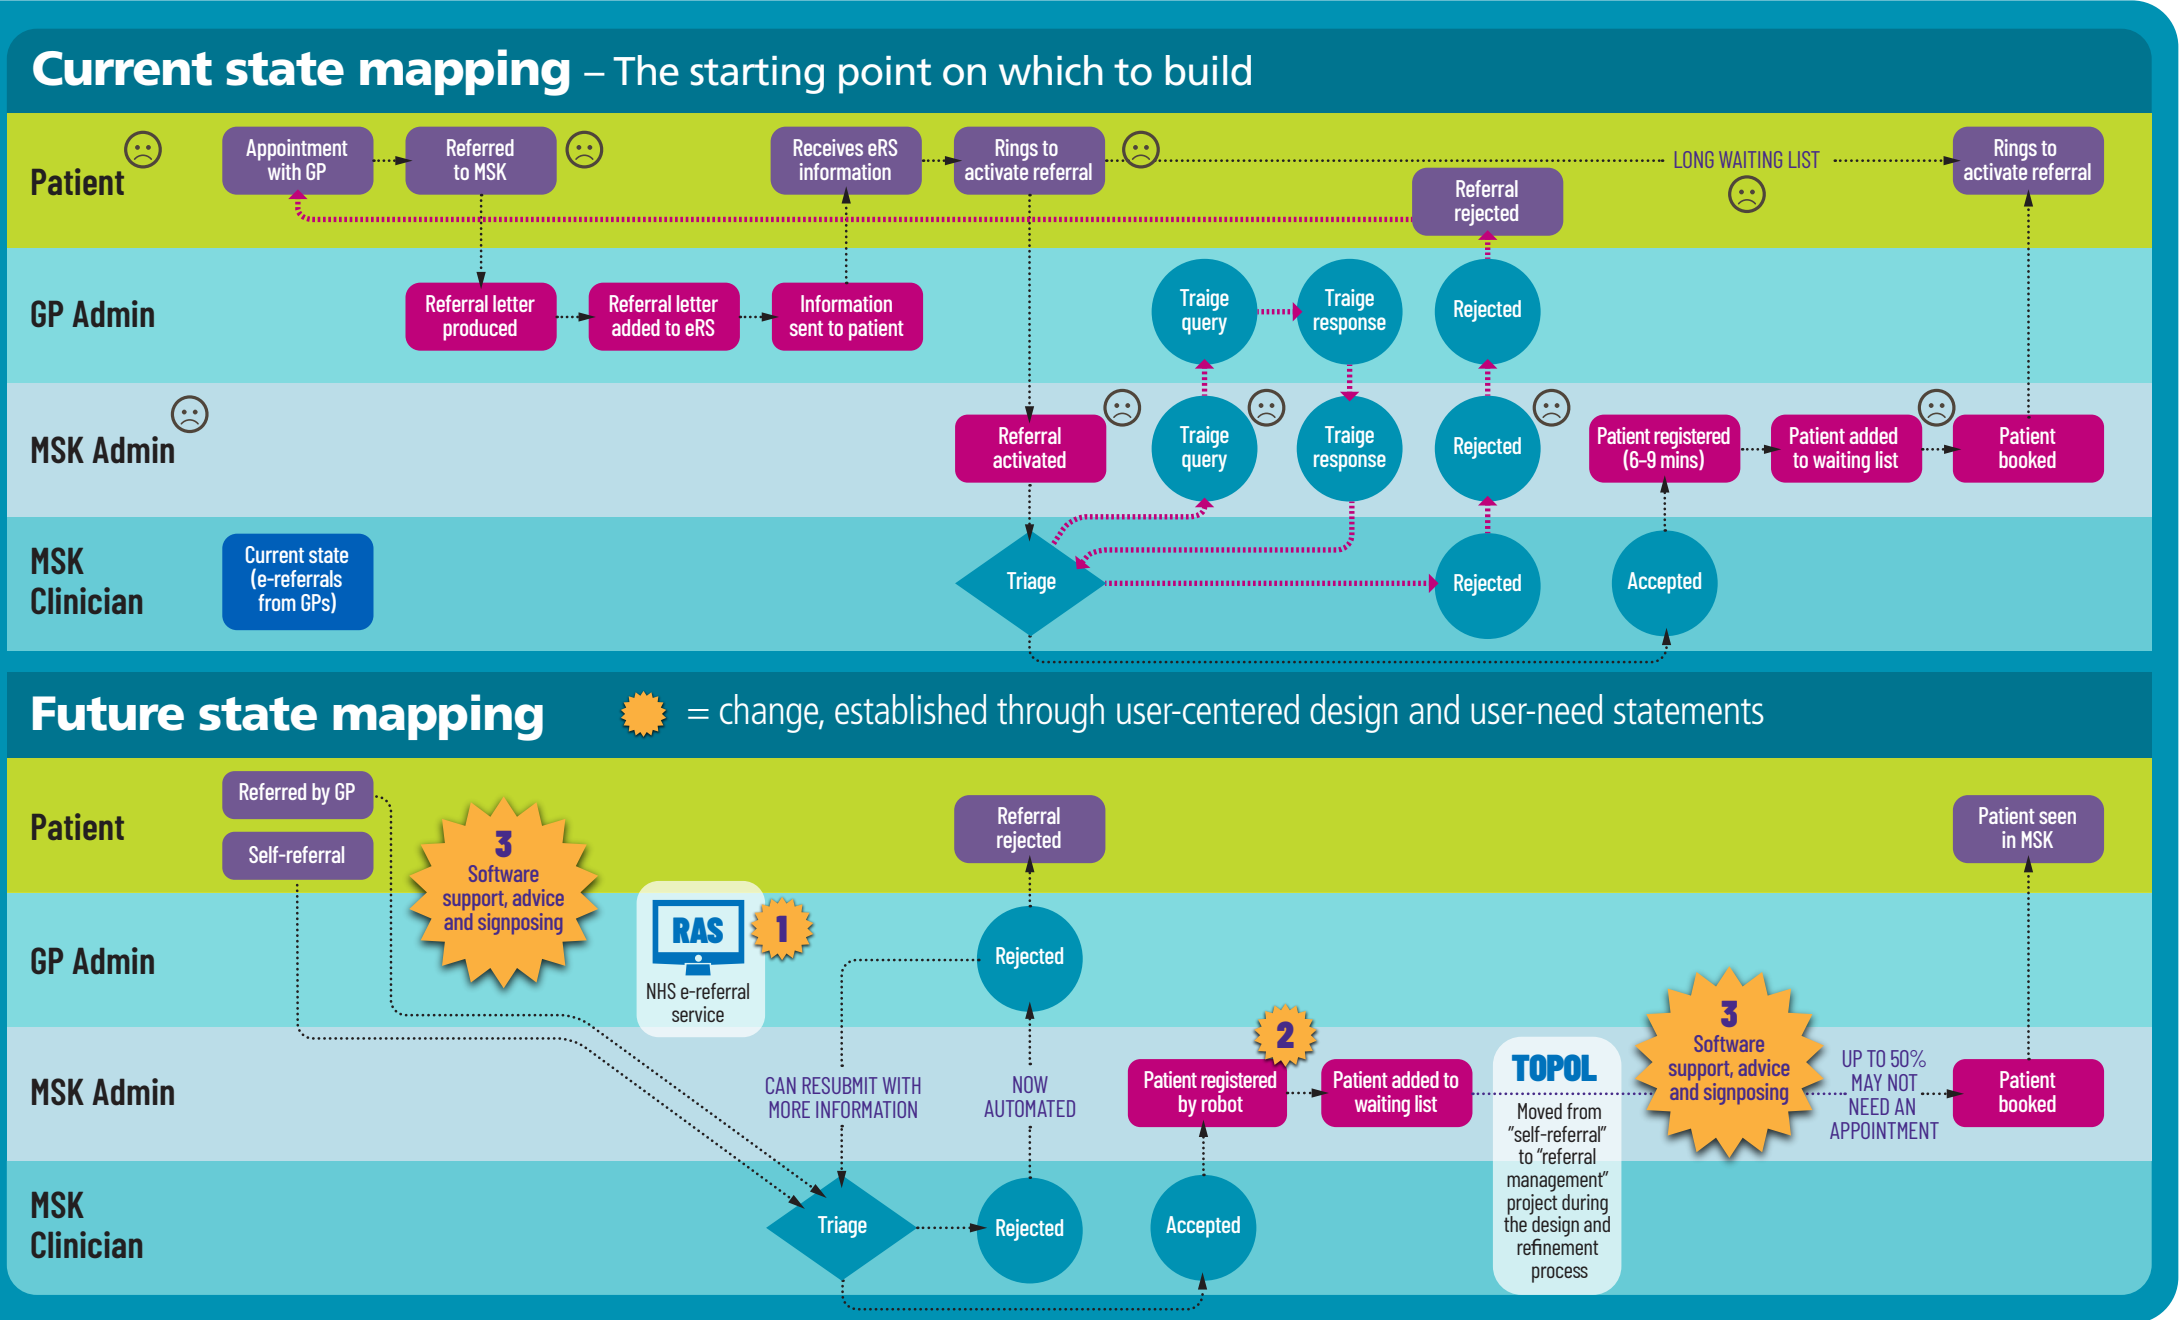 Current state mapping – The starting point on which to build
Patient
Appointment
with GP
Referred
to MSK
Receives eRS
information
Rings to
activate referral
LONG WAITING LIST
Rings to
activate referral
Referral
rejected
GP Admin
Referral letter
produced
Referral letter
added to eRS
Information
sent to patient
Traige
query
Traige
response
Rejected
MSK Admin
Referral
activated
Traige
query
Traige
response
Rejected
Patient registered
(6-9 mins)
Patient added
to waiting list
Patient
booked
MSK
Clinician
Current state
(e-referrals
from GPs)
Triage
Rejected
Accepted
Future state mapping
= change, established through user-centered design and user-need statements
Patient
Referred by GP
Self-referral
3
Software
support, advice
and signposing
Referral
rejected
Patient seen
in MSK
GP Admin
RAS
1
NHS e-referral
service
Rejected
MSK Admin
CAN RESUBMIT WITH
MORE INFORMATION
NOW
AUTOMATED
2
Patient registered
by robot
Patient added to
waiting list
TOPOL
Moved from
"self-referral"
to "referral
management"
project during
the design and
refinement
process
3
Software
support, advice
and signposing
UP TO 50%
MAY NOT
NEED AN
APPOINTMENT
Patient
booked
MSK
Clinician
Triage
Rejected
Accepted